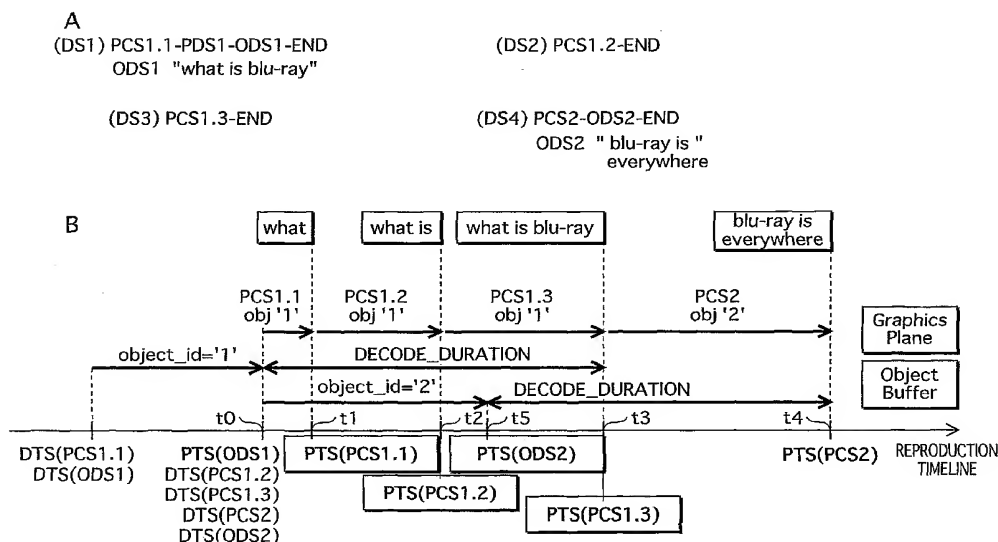 A
(DS1) PCS1.1-PDS1-ODS1-END
ODS1 "what is blu-ray"
(DS2) PCS1.2-END
(DS3) PCS1.3-END
(DS4) PCS2-ODS2-END
ODS2 " blu-ray is "
everywhere
B
what
what is
what is blu-ray
blu-ray is
everywhere
PCS1.1
obj '1'
PCS1.2
obj '1'
PCS1.3
obj '1'
PCS2
obj '2'
Graphics
Plane
object_id='1'
DECODE_DURATION
object_id='2'
DECODE_DURATION
Object
Buffer
t0
t1
t2
t5
t3
t4
DTS(PCS1.1)
DTS(ODS1)
PTS(ODS1)
DTS(PCS1.2)
DTS(PCS1.3)
DTS(PCS2)
DTS(ODS2)
PTS(PCS1.1)
PTS(PCS1.2)
PTS(ODS2)
PTS(PCS1.3)
PTS(PCS2)
REPRODUCTION
TIMELINE